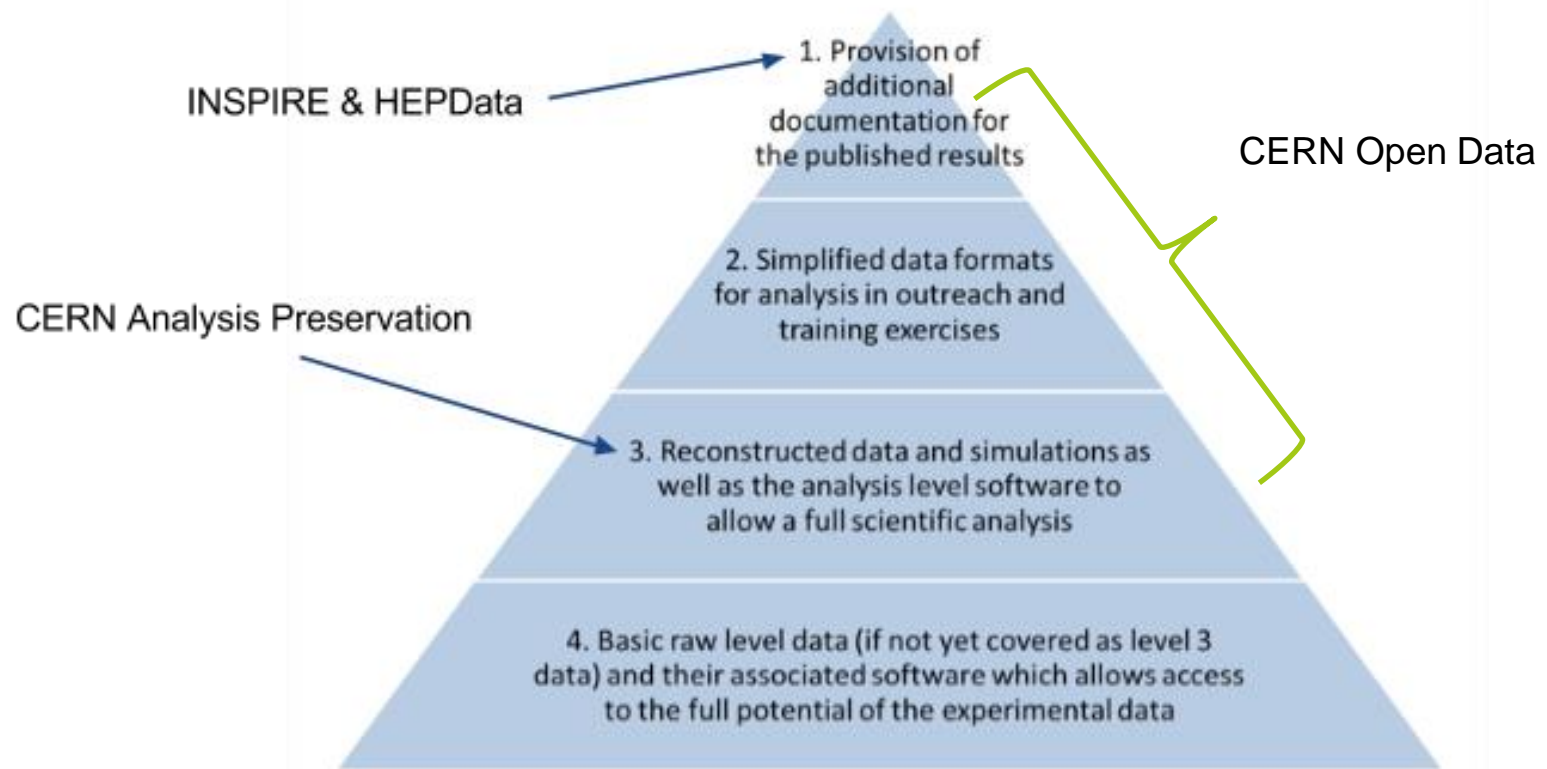 1. Provision of
additional
documentation for
the published results
INSPIRE & HEPData
CERN Open Data
2. Simplified data formats
for analysis in outreach and
training exercises
CERN Analysis Preservation
3. Reconstructed data and simulations as
well as the analysis level software to
allow a full scientific analysis
4. Basic raw level data (if not yet covered as level 3
data) and their associated software which allows access
to the full potential of the experimental data